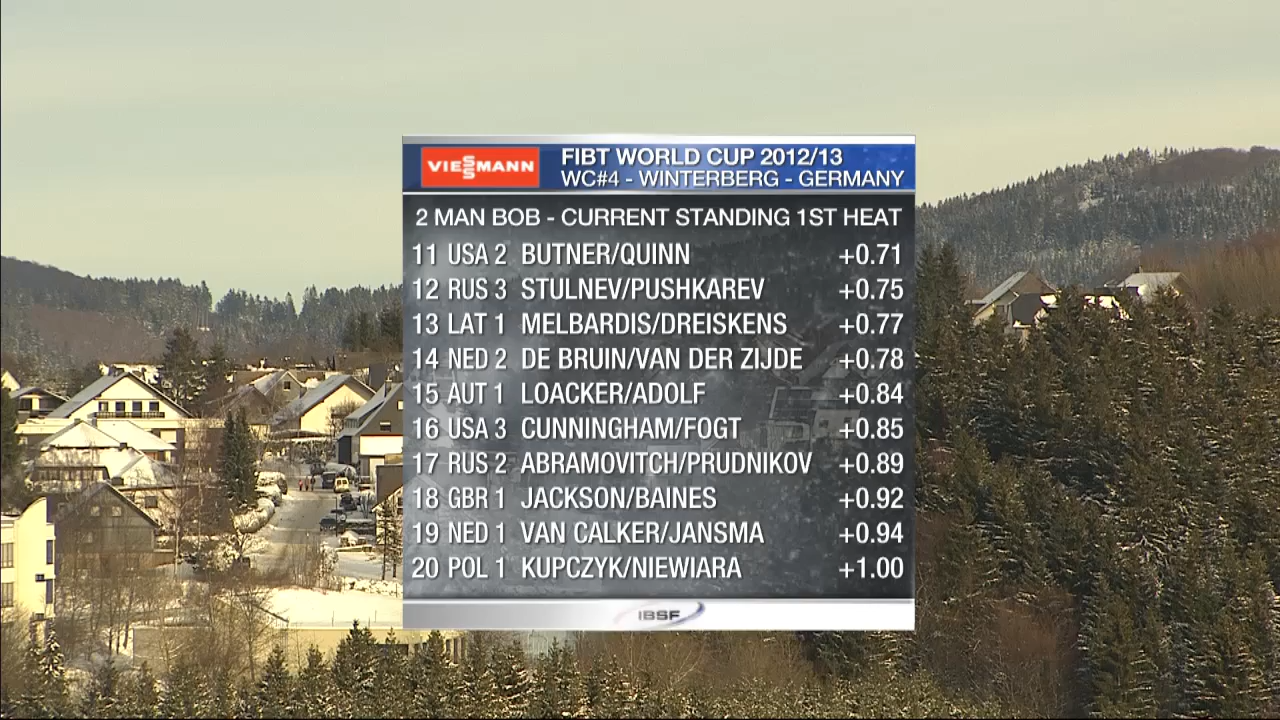 VIESSMANN
FIBT WORLD CUP 2012/13
WC#4 - WINTERBERG - GERMANY
2 MAN BOB - CURRENT STANDING 1ST HEAT
11 USA 2 BUTNER/QUINN +0.71
12 RUS 3 STULNEV/PUSHKAREV +0.75
13 LAT 1 MELBARDIS/DREISKENS +0.77
14 NED 2 DE BRUIN/VAN DER ZIJDE +0.78
15 AUT 1 LOACKER/ADOLF +0.84
16 USA 3 CUNNINGHAM/FOGT +0.85
17 RUS 2 ABRAMOVITCH/PRUDNIKOV +0.89
18 GBR 1 JACKSON/BAINES +0.92
19 NED 1 VAN CALKER/JANSMA +0.94
20 POL 1 KUPCZYK/NIEWIARA +1.00
IBSF